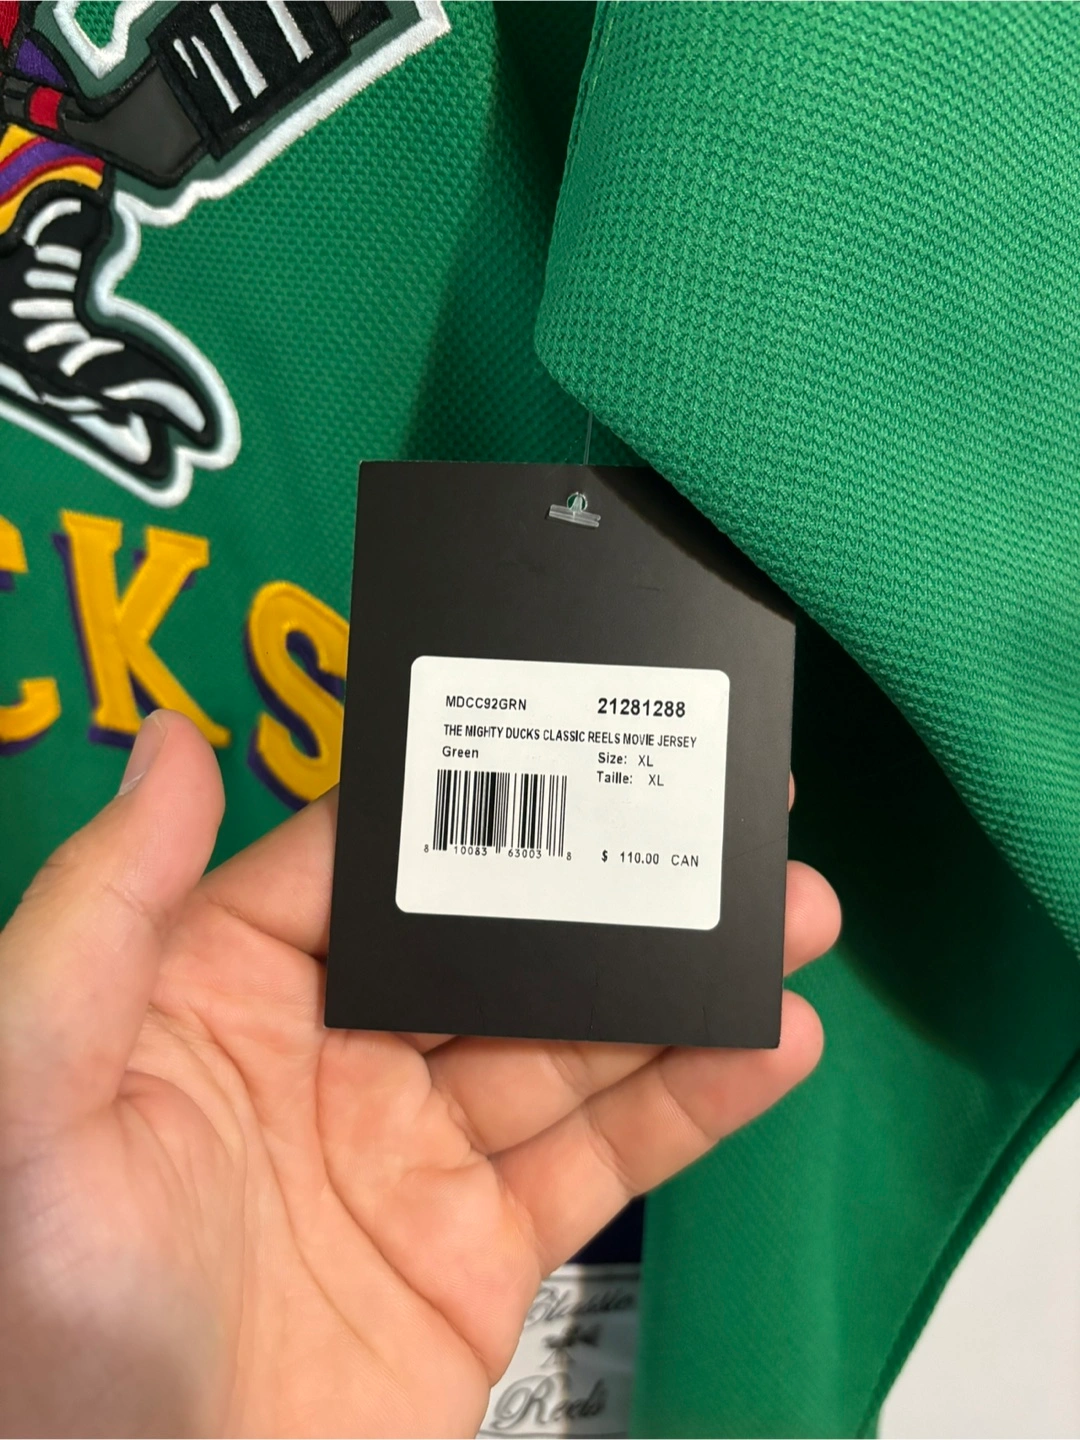 CKS
MDCC92GRN 21281288
THE MIGHTY DUCKS CLASSIC REELS MOVIE JERSEY
Green Size: XL
Taille: XL
8 10083 63003 8
$ 110.00 CAN
Classic
Reels